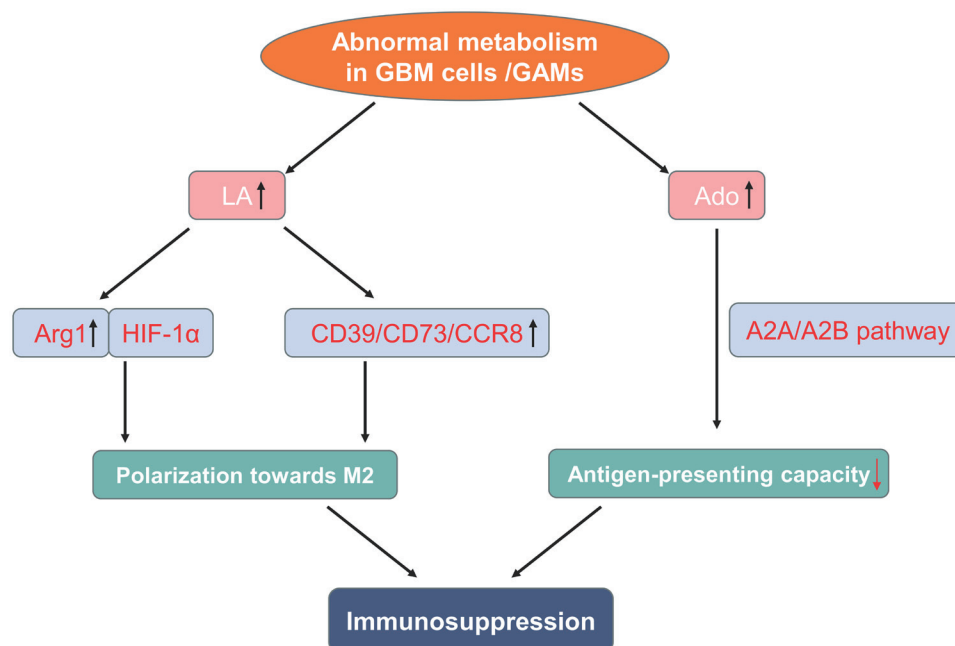 Abnormal metabolism
in GBM cells /GAMs
LA
Ado
Arg1
HIF-1α
CD39/CD73/CCR8
A2A/A2B pathway
Polarization towards M2
Antigen-presenting capacity
Immunosuppression